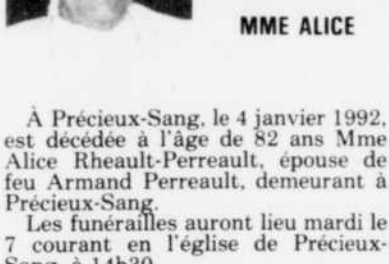 MME ALICE
À Précieux-Sang, le 4 janvier 1992,
est décédée à l'âge de 82 ans Mme
Alice Rheault-Perreault, épouse de
feu Armand Perreault, demeurant à
Précieux-Sang.
Les funérailles auront lieu mardi le
7 courant en l'église de Précieux-
Sang, à 14h30